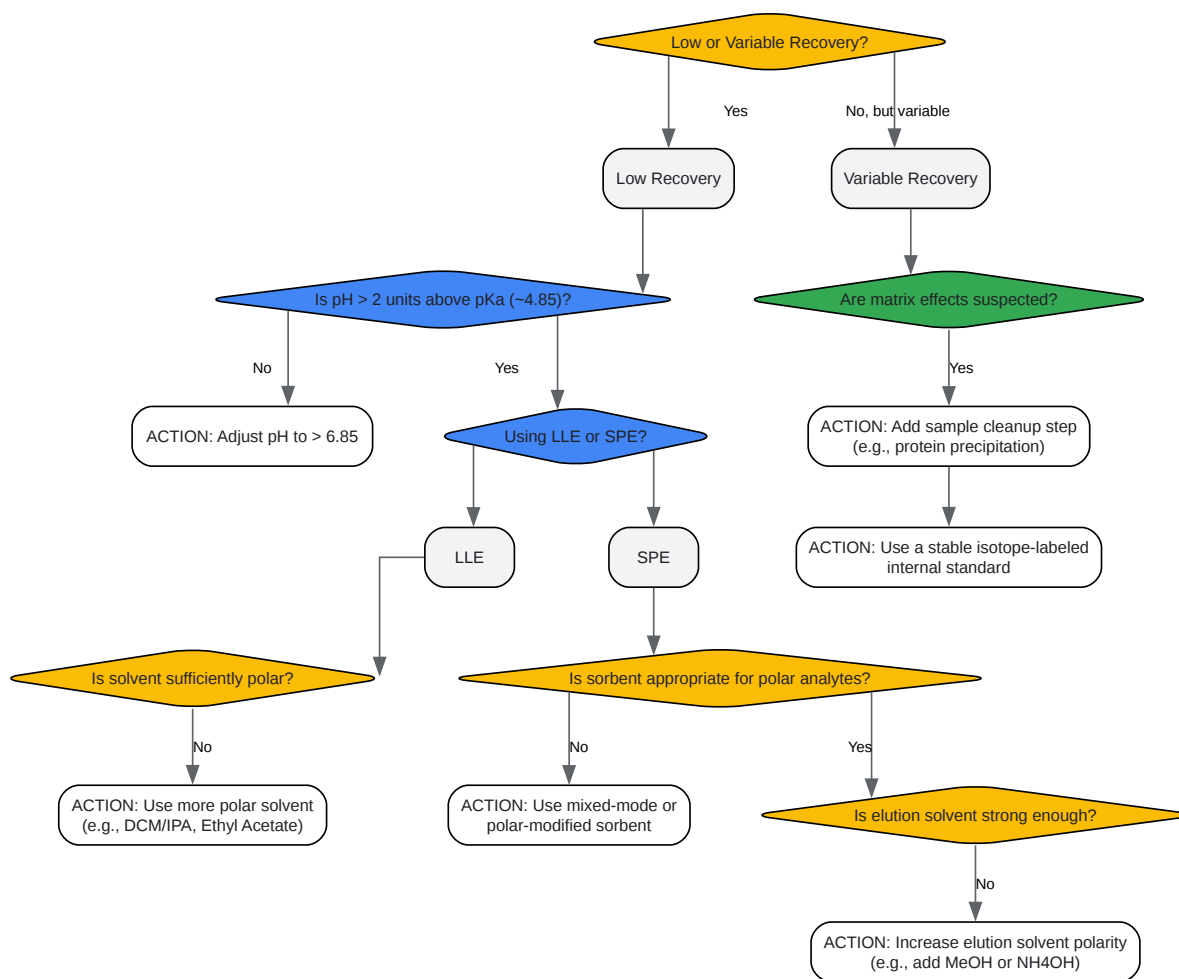 Low or Variable Recovery?
Yes
No, but variable
Low Recovery
Variable Recovery
Is pH > 2 units above pKa (~4.85)?
Are matrix effects suspected?
No
Yes
Yes
ACTION: Adjust pH to > 6.85
Using LLE or SPE?
ACTION: Add sample cleanup step
(e.g., protein precipitation)
LLE
SPE
ACTION: Use a stable isotope-labeled
internal standard
Is solvent sufficiently polar?
Is sorbent appropriate for polar analytes?
No
No
Yes
ACTION: Use more polar solvent
(e.g., DCM/IPA, Ethyl Acetate)
ACTION: Use mixed-mode or
polar-modified sorbent
Is elution solvent strong enough?
No
ACTION: Increase elution solvent polarity
(e.g., add MeOH or NH4OH)